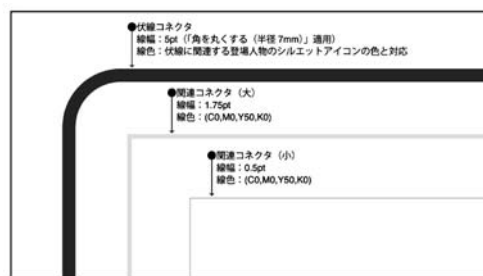 ●伏線コネクタ
線幅：5pt（「角を丸くする（半径 7mm）」適用）
線色：伏線に関連する登場人物のシルエットアイコンの色と対応
●関連コネクタ（大）
線幅：1.75pt
線色：(C0,M0,Y50,K0)
●関連コネクタ（小）
線幅：0.5pt
線色：(C0,M0,Y50,K0)